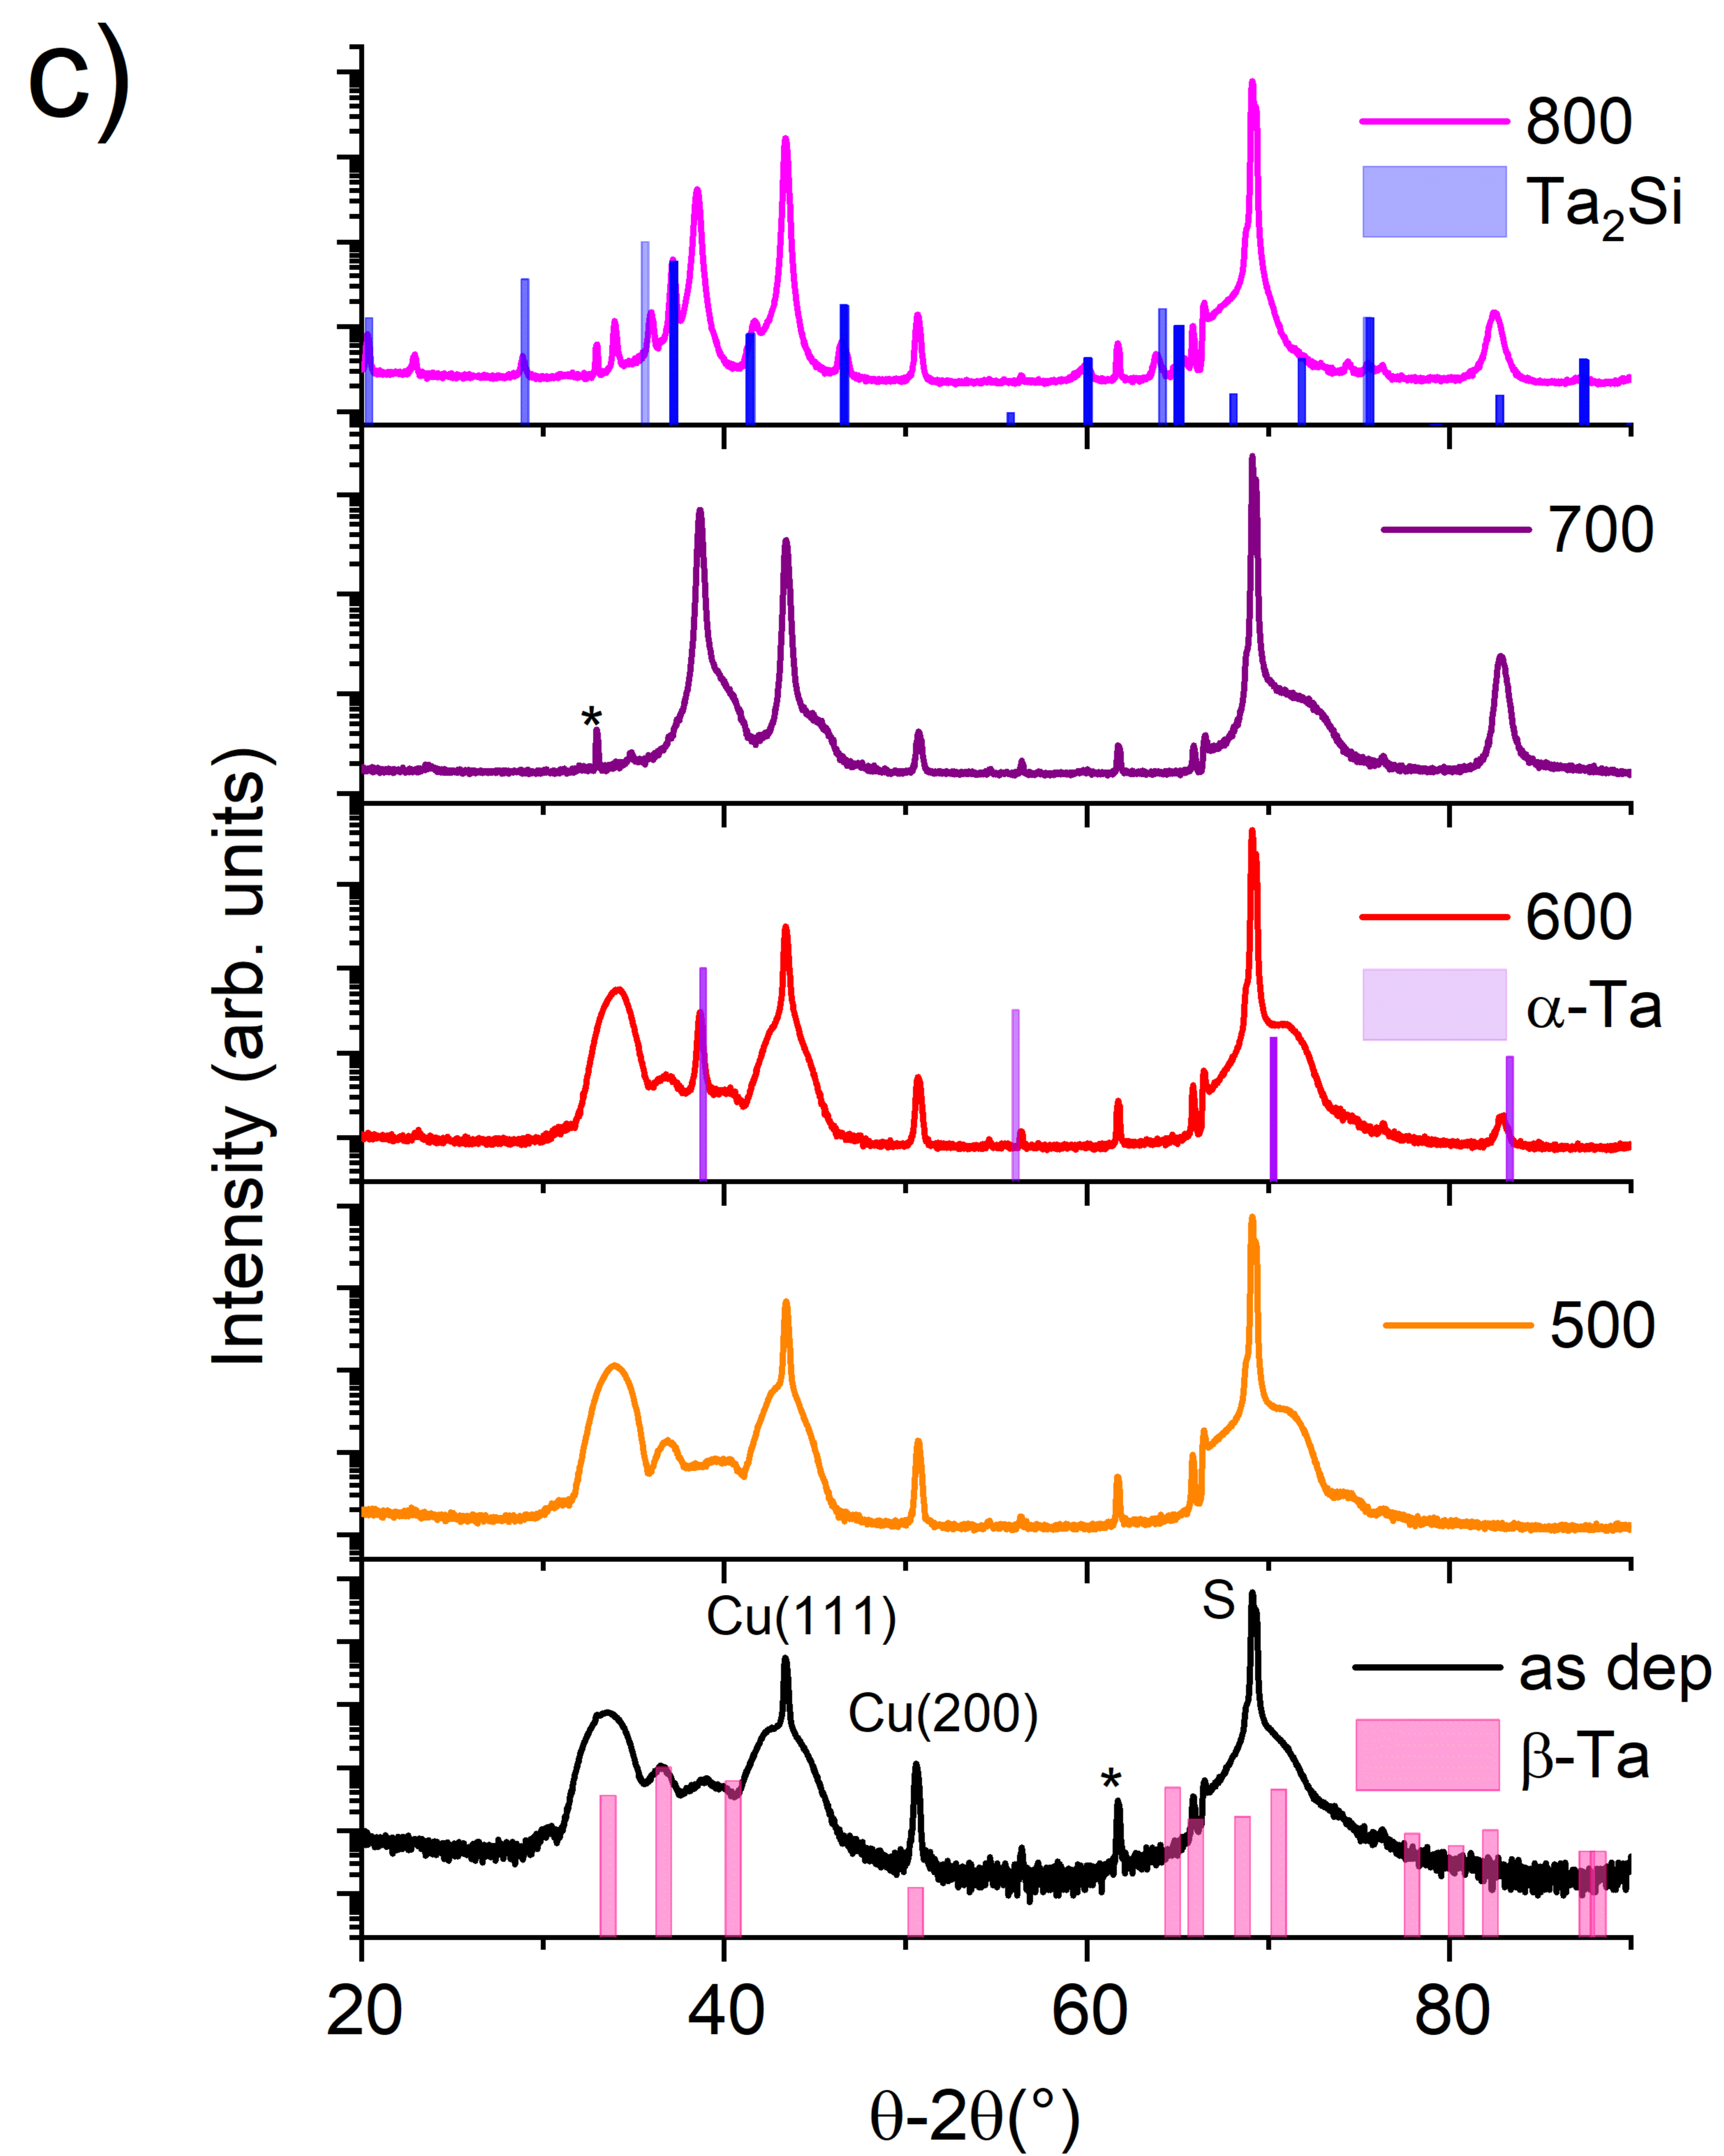 c)
800
Ta₂Si
700
*
600
α-Ta
500
Intensity (arb. units)
Cu(111)
S
Cu(200)
*
as dep
β-Ta
20 40 60 80
θ-2θ(°)